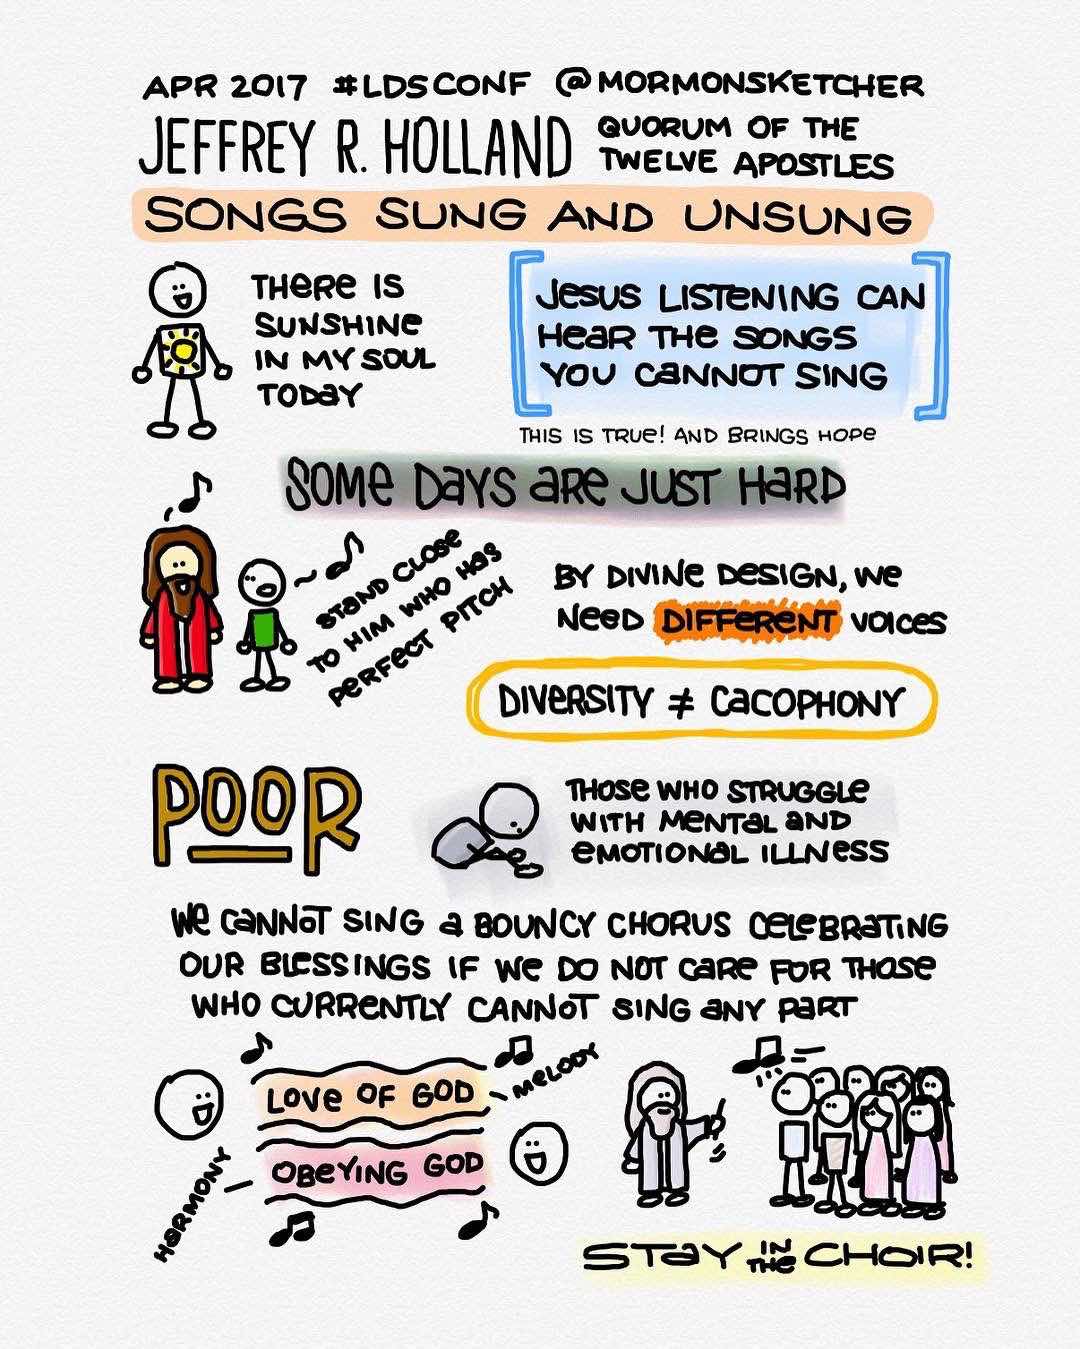 APR 2017 #LDSCONF @MORMONSKETCHER
JEFFREY R. HOLLAND
QUORUM OF THE
TWELVE APOSTLES
SONGS SUNG AND UNSUNG
THERE IS
SUNSHINE
IN MY SOUL
TODAY
JESUS LISTENING CAN
HEAR THE SONGS
YOU CANNOT SING
THIS IS TRUE! AND BRINGS HOPE
SOME DAYS ARE JUST HARD
STAND CLOSE
TO HIM WHO HAS
PERFECT PITCH
BY DIVINE DESIGN, WE
NEED DIFFERENT VOICES
DIVERSITY ≠ CACOPHONY
POOR
THOSE WHO STRUGGLE
WITH MENTAL AND
EMOTIONAL ILLNESS
WE CANNOT SING A BOUNCY CHORUS CELEBRATING
OUR BLESSINGS IF WE DO NOT CARE FOR THOSE
WHO CURRENTLY CANNOT SING ANY PART
LOVE OF GOD
MELODY
OBEYING GOD
HARMONY
STAY IN THE CHOIR!